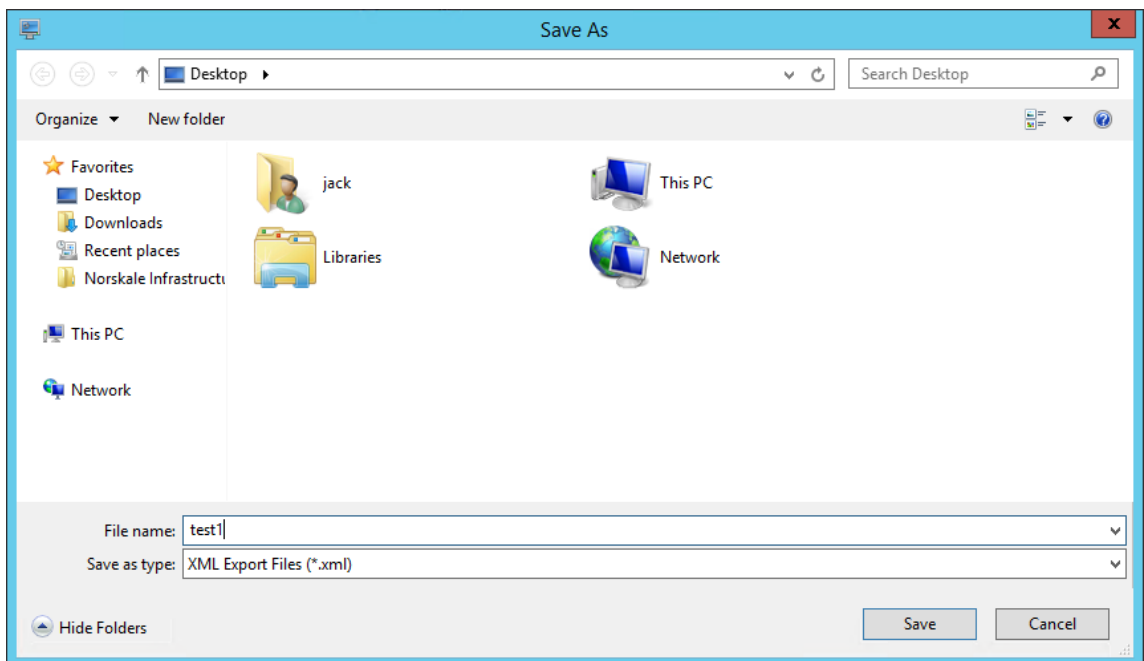 Save As
x
Desktop
Search Desktop
Organize
New folder
Favorites
Desktop
Downloads
Recent places
Norskale Infrastructu
This PC
Network
jack
This PC
Libraries
Network
File name: test1
Save as type: XML Export Files (*.xml)
Hide Folders
Save
Cancel